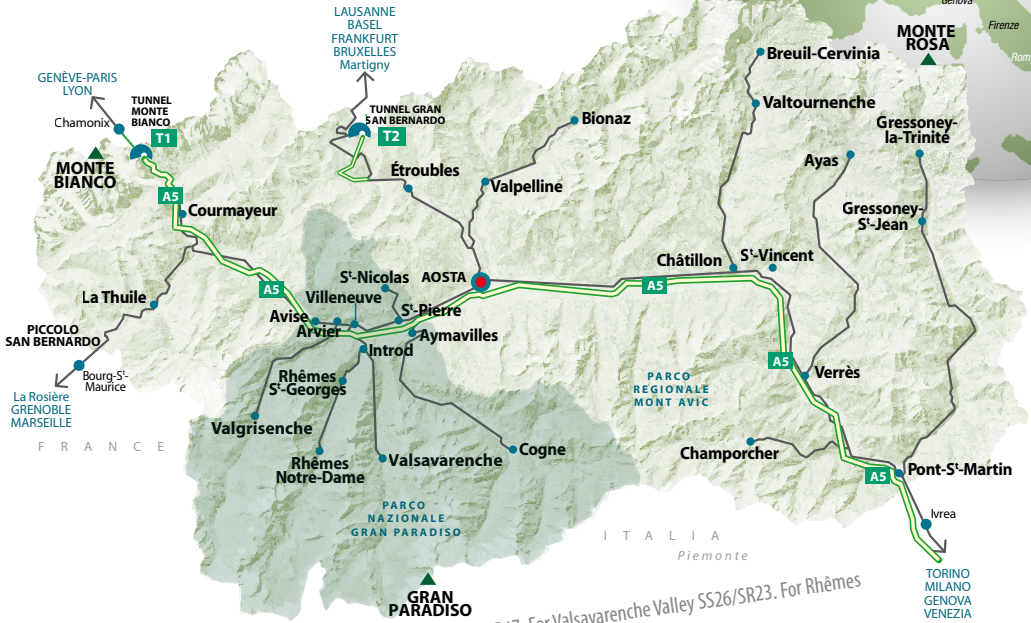 Genova
Firenze
LAUSANNE
BASEL
FRANKFURT
BRUXELLES
Martigny
MONTE
ROSA
Breuil-Cervinia
GENÈVE-PARIS
LYON
TUNNEL
MONTE
BIANCO
Chamonix
T1
TUNNEL GRAN
SAN BERNARDO
T2
Valtournenche
Bionaz
Gressoney-
la-Trinité
Ayas
MONTE
BIANCO
Étroubles
Valpelline
A5
Courmayeur
Gressoney-
St-Jean
Châtillon
St-Vincent
St-Nicolas
AOSTA
A5
A5
La Thuile
Villeneuve
Avise
Arvier
St-Pierre
Aymavilles
PICCOLO
SAN BERNARDO
Introd
A5
Bourg-St-
Maurice
Rhêmes
St-Georges
Verrès
PARCO
REGIONALE
MONT AVIC
La Rosière
GRENOBLE
MARSEILLE
Valgrisenche
FRANCE
Rhêmes
Notre-Dame
Valsavarenche
Cogne
Champorcher
A5
Pont-St-Martin
PARCO
NAZIONALE
GRAN PARADISO
Ivrea
ITALIA
Piemonte
TORINO
MILANO
GENOVA
VENEZIA
GRAN
PARADISO
For Valsavarenche Valley SS26/SR23. For Rhêmes